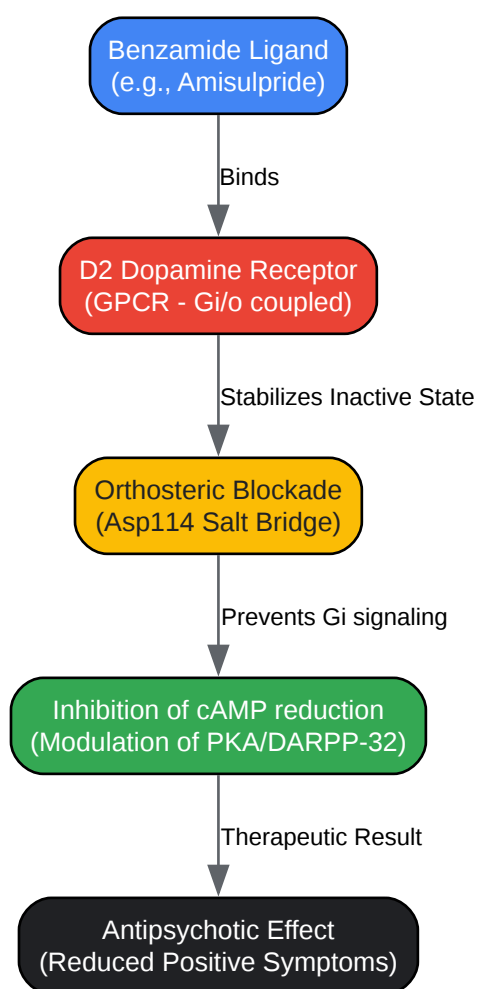 Benzamide Ligand
(e.g., Amisulpride)
Binds
D2 Dopamine Receptor
(GPCR - Gi/o coupled)
Stabilizes Inactive State
Orthosteric Blockade
(Asp114 Salt Bridge)
Prevents Gi signaling
Inhibition of cAMP reduction
(Modulation of PKA/DARPP-32)
Therapeutic Result
Antipsychotic Effect
(Reduced Positive Symptoms)